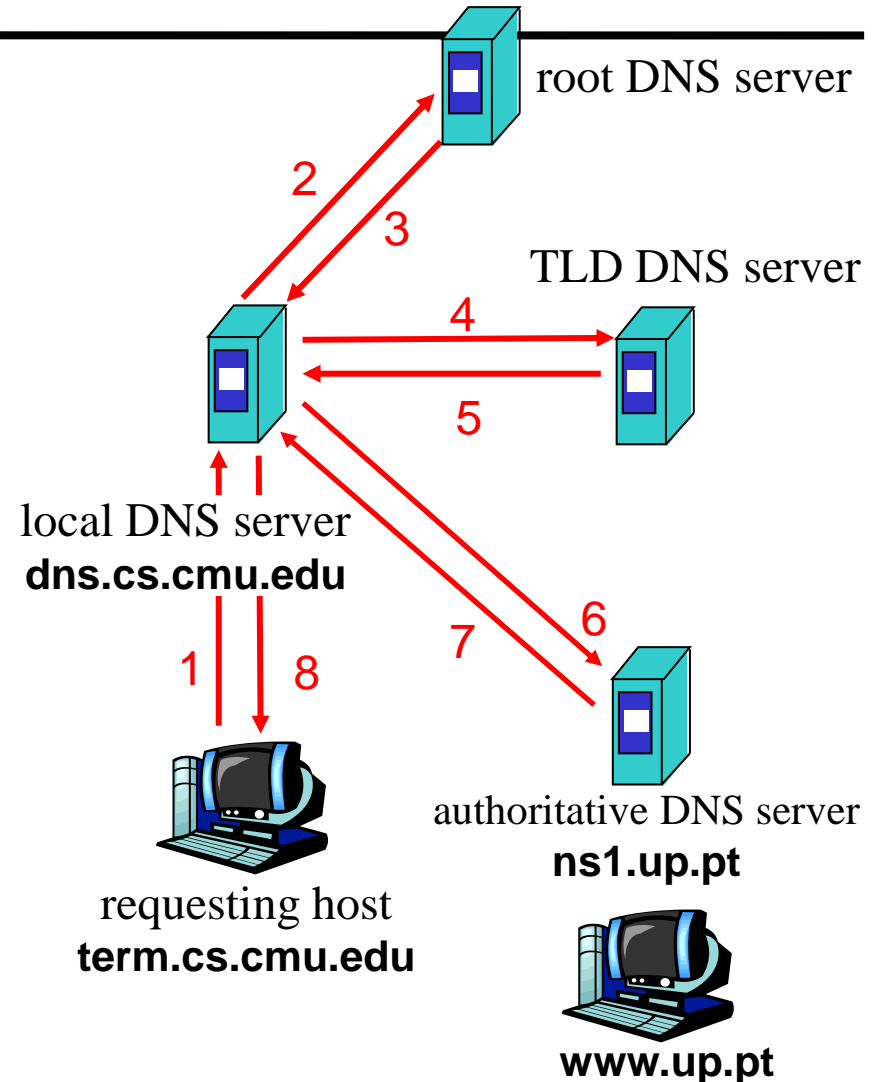 root DNS server
2
3
TLD DNS server
4
5
local DNS server
dns.cs.cmu.edu
6
7
1
8
authoritative DNS server
ns1.up.pt
requesting host
term.cs.cmu.edu
www.up.pt